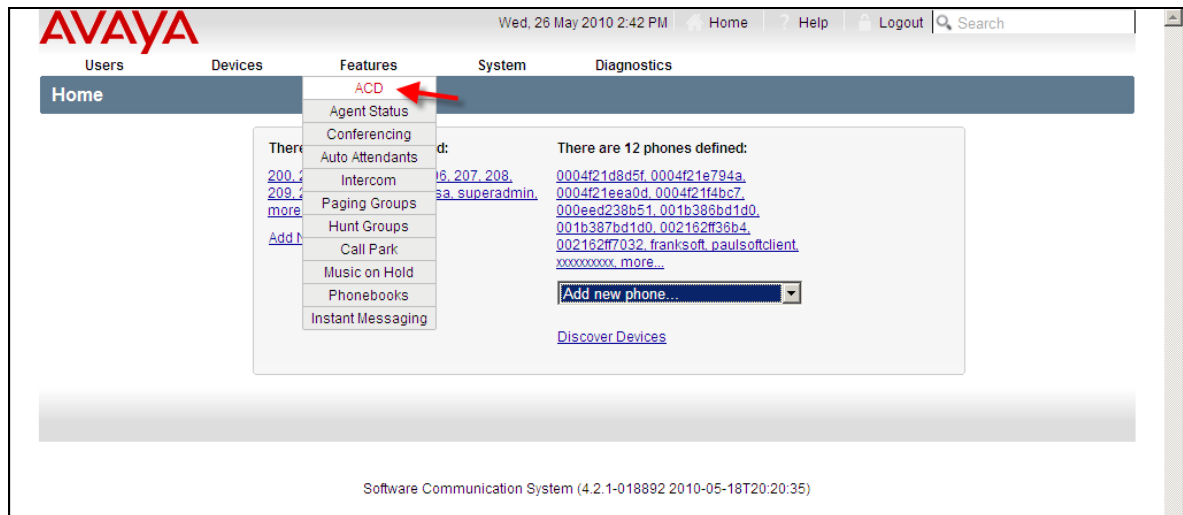 AVAYA
Wed, 26 May 2010 2:42 PM Home ? Help Logout Search
Users Devices Features System Diagnostics
Home
ACD
Agent Status
Conferencing
Auto Attendants
Intercom
Paging Groups
Hunt Groups
Call Park
Music on Hold
Phonebooks
Instant Messaging
d:
200,
6, 207, 208,
209,
sa, superadmin,
more
Add
There are 12 phones defined:
0004f21d8d5f, 0004f21e794a,
0004f21eea0d, 0004f21f4bc7,
000eed238b51, 001b386bd1d0,
001b387bd1d0, 002162ff36b4,
002162ff7032, franksoft, paulsoftclient,
xxxxxxxxxx, more...
Add new phone...
Discover Devices
Software Communication System (4.2.1-018892 2010-05-18T20:20:35)